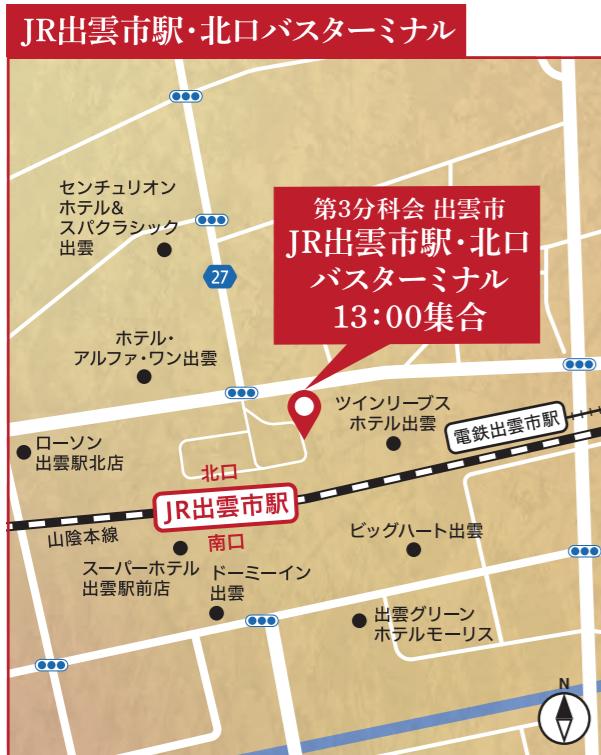 JR出雲市駅・北口バスターミナル
センチュリオン
ホテル&
スパクラシック
出雲
第3分科会 出雲市
JR出雲市駅・北口
バスターミナル
13：00集合
27
ホテル・
アルファ・ワン出雲
ツインリーブス
ホテル出雲
電鉄出雲市駅
ローソン
出雲駅北店
北口
JR出雲市駅
山陰本線
南口
ビッグハート出雲
スーパーホテル
出雲駅前店
ドーミーイン
出雲
出雲グリーン
ホテルモーリス
N